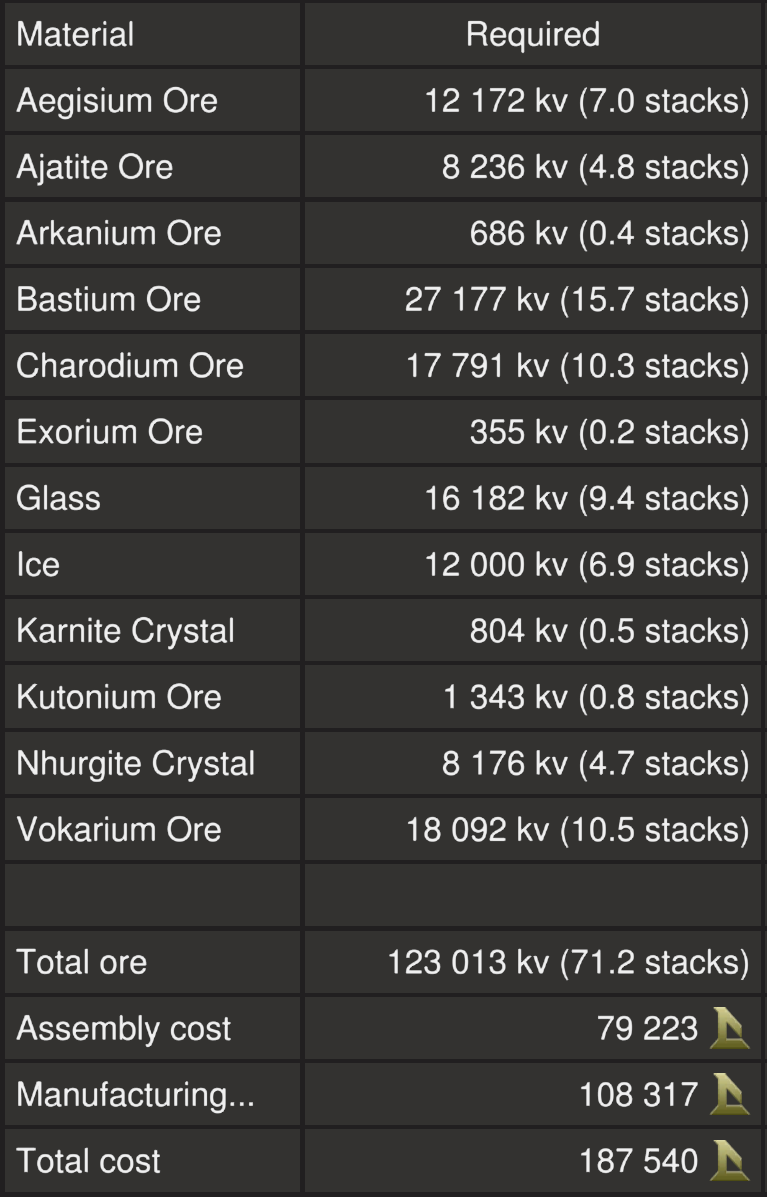 Material Required
Aegisium Ore 12 172 kv (7.0 stacks)
Ajatite Ore 8 236 kv (4.8 stacks)
Arkanium Ore 686 kv (0.4 stacks)
Bastium Ore 27 177 kv (15.7 stacks)
Charodium Ore 17 791 kv (10.3 stacks)
Exorium Ore 355 kv (0.2 stacks)
Glass 16 182 kv (9.4 stacks)
Ice 12 000 kv (6.9 stacks)
Karnite Crystal 804 kv (0.5 stacks)
Kutonium Ore 1 343 kv (0.8 stacks)
Nhurgite Crystal 8 176 kv (4.7 stacks)
Vokarium Ore 18 092 kv (10.5 stacks)
Total ore 123 013 kv (71.2 stacks)
Assembly cost 79 223
Manufacturing... 108 317
Total cost 187 540